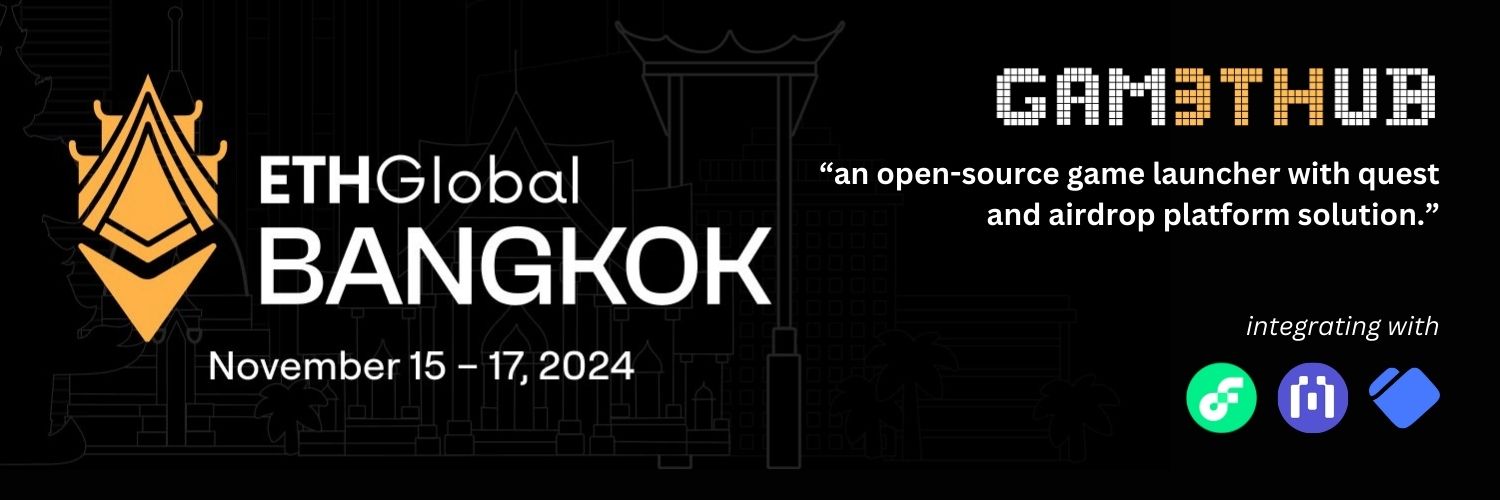 ETHGlobal
BANGKOK
November 15 – 17, 2024
GAM3THUB
“an open-source game launcher with quest
and airdrop platform solution.”
integrating with